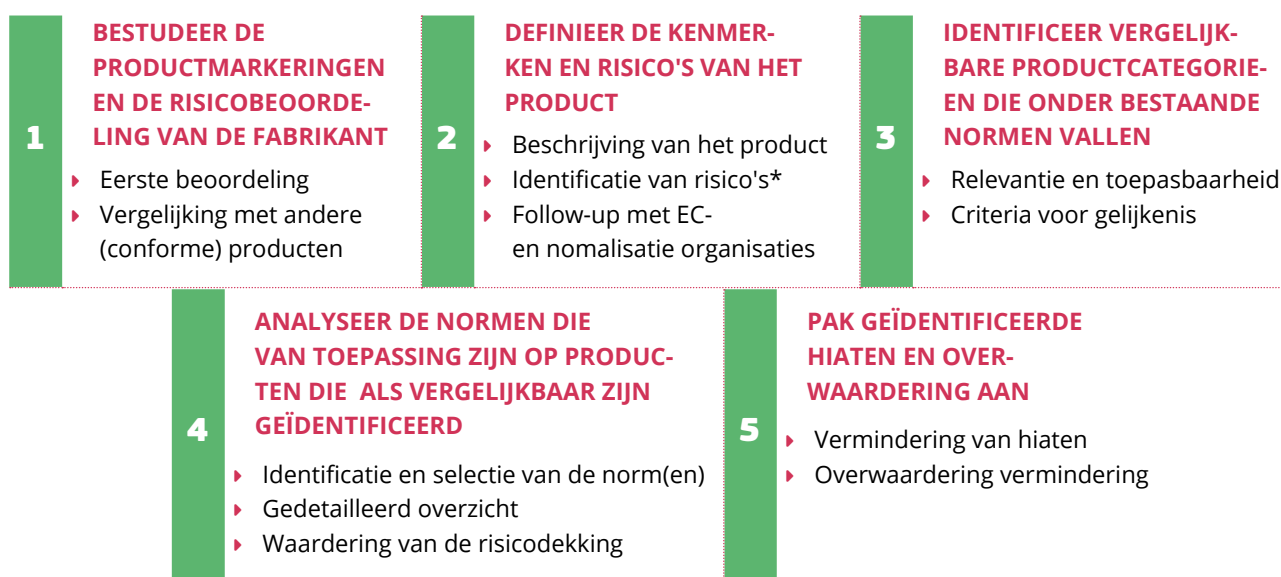 1
BESTUDEER DE
PRODUCTMARKERINGEN
EN DE RISICOBEOORDE-
LING VAN DE FABRIKANT
Eerste beoordeling
Vergelijking met andere
(conforme) producten
2
DEFINIEER DE KENMER-
KEN EN RISICO'S VAN HET
PRODUCT
Beschrijving van het product
Identificatie van risico's*
Follow-up met EC-
en nomalisatie organisaties
3
IDENTIFICEER VERGELIJK-
BARE PRODUCTCATEGORIE-
EN DIE ONDER BESTAANDE
NORMEN VALLEN
Relevantie en toepasbaarheid
Criteria voor gelijkenis
4
ANALYSEER DE NORMEN DIE
VAN TOEPASSING ZIJN OP PRODUC-
TEN DIE ALS VERGELIJKBAAR ZIJN
GEÏDENTIFICEERD
Identificatie en selectie van de norm(en)
Gedetailleerd overzicht
Waardering van de risicodekking
5
PAK GEÏDENTIFICEERDE
HIATEN EN OVER-
WAARDERING AAN
Vermindering van hiaten
Overwaardering vermindering